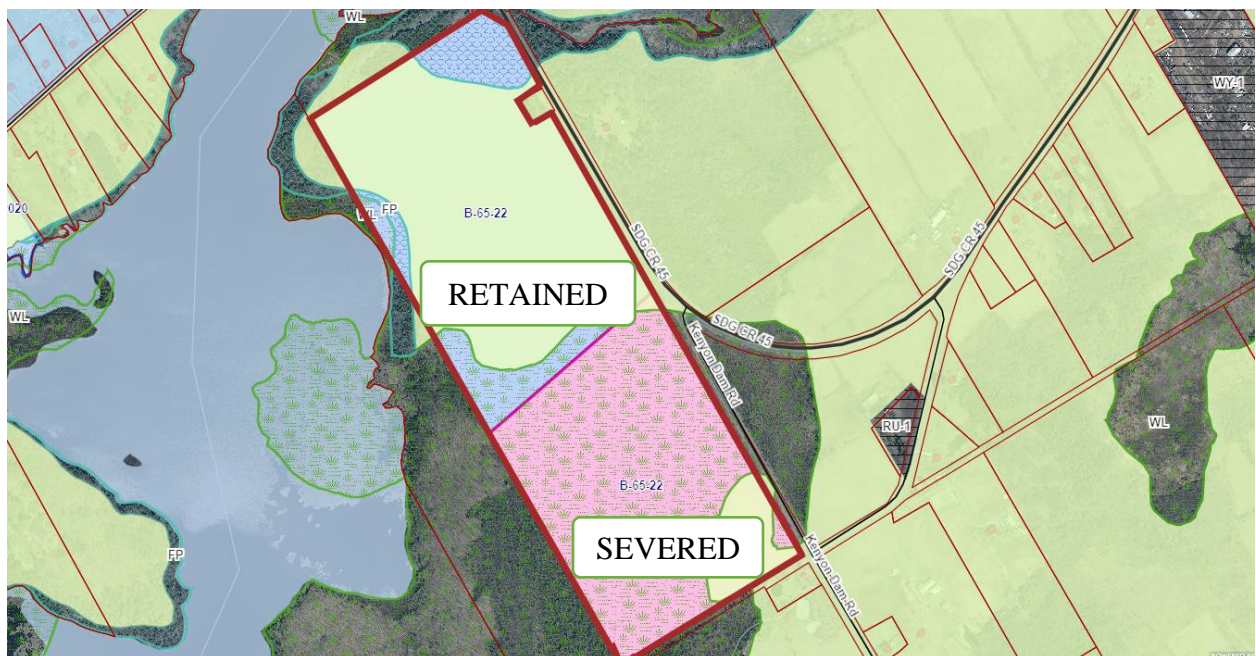 WL
WY-1
020
WL
FP
B-65-22
SDG CR 45
SDG CR 45
RETAINED
WL
SDG CR 45
Kenyon Dam Rd
RU-1
WL
B-65-22
SEVERED
FP
Kenyon Dam Rd